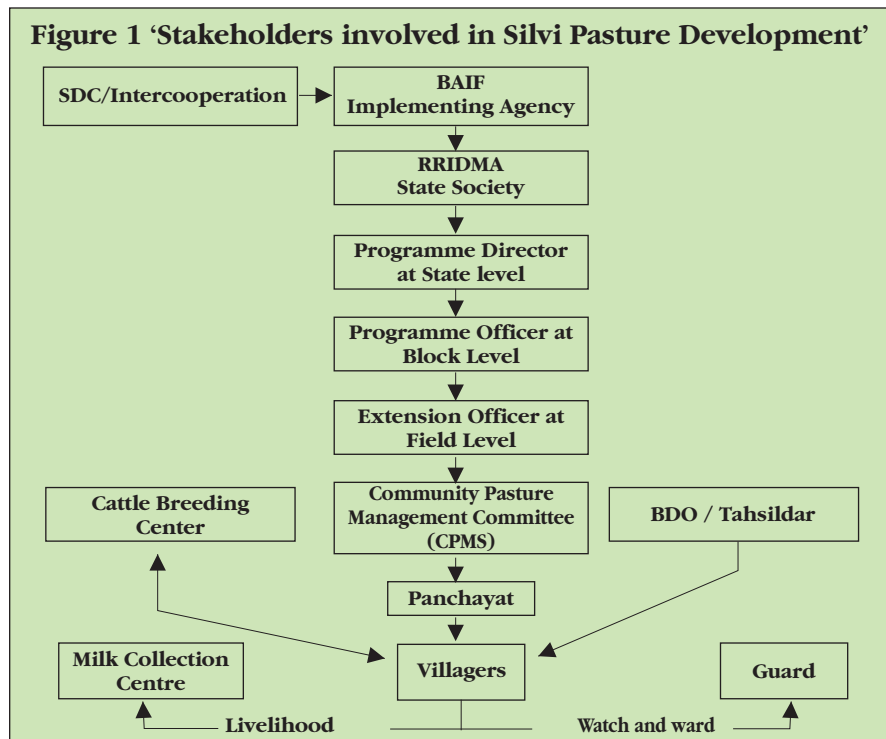 Figure 1 ‘Stakeholders involved in Silvi Pasture Development’
SDC/Intercooperation
BAIF
Implementing Agency
RRIDMA
State Society
Programme Director
at State level
Programme Officer at
Block Level
Extension Officer at
Field Level
Cattle Breeding
Center
Community Pasture
Management Committee
(CPMS)
BDO / Tahsildar
Panchayat
Milk Collection
Centre
Villagers
Guard
Livelihood
Watch and ward